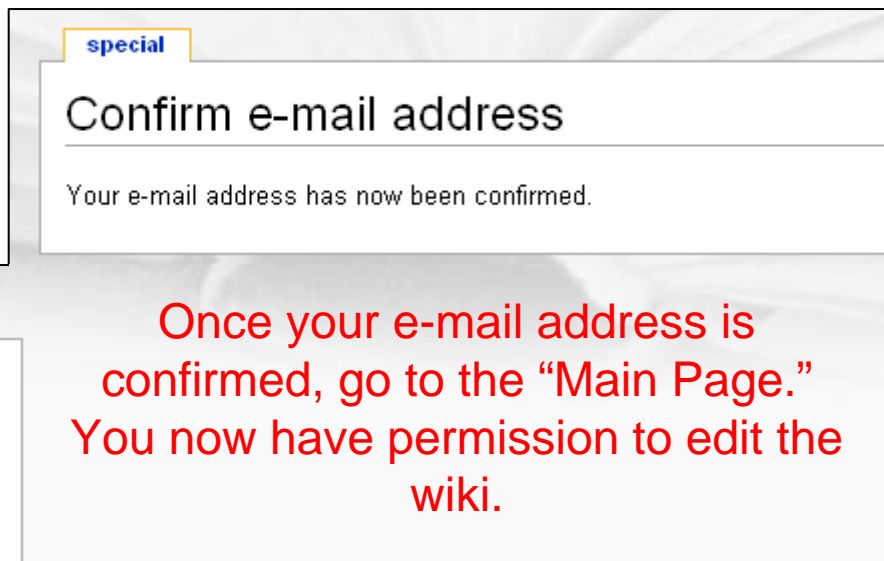 special
Confirm e-mail address
Your e-mail address has now been confirmed.
Once your e-mail address is
confirmed, go to the “Main Page.”
You now have permission to edit the
wiki.